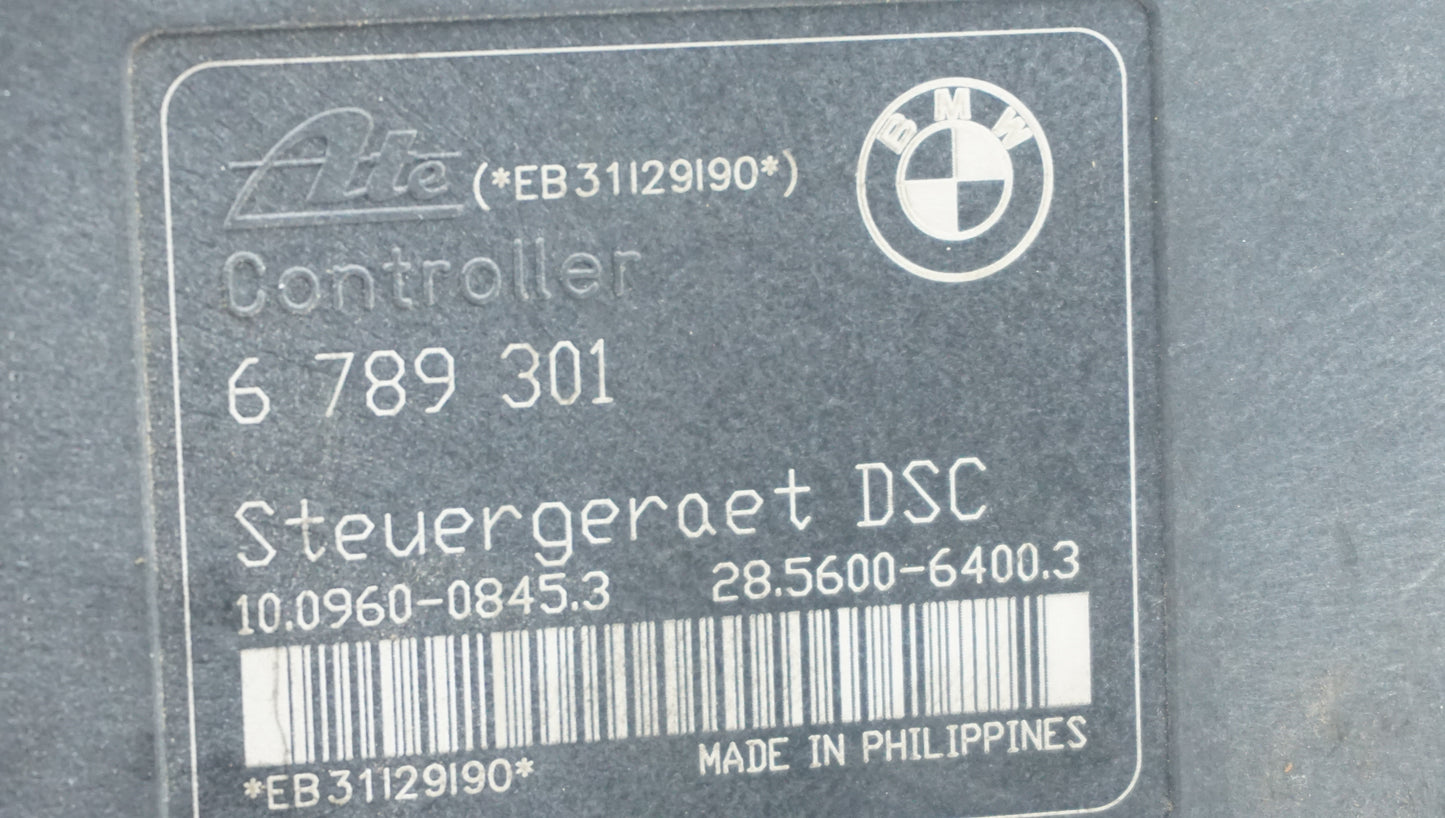 Ate (*EB31129190*)
BMW
Controller
6 789 301
Steuergeraet DSC
10.0960-0845.3 28.5600-6400.3
MADE IN PHILIPPINES
*EB31129190*